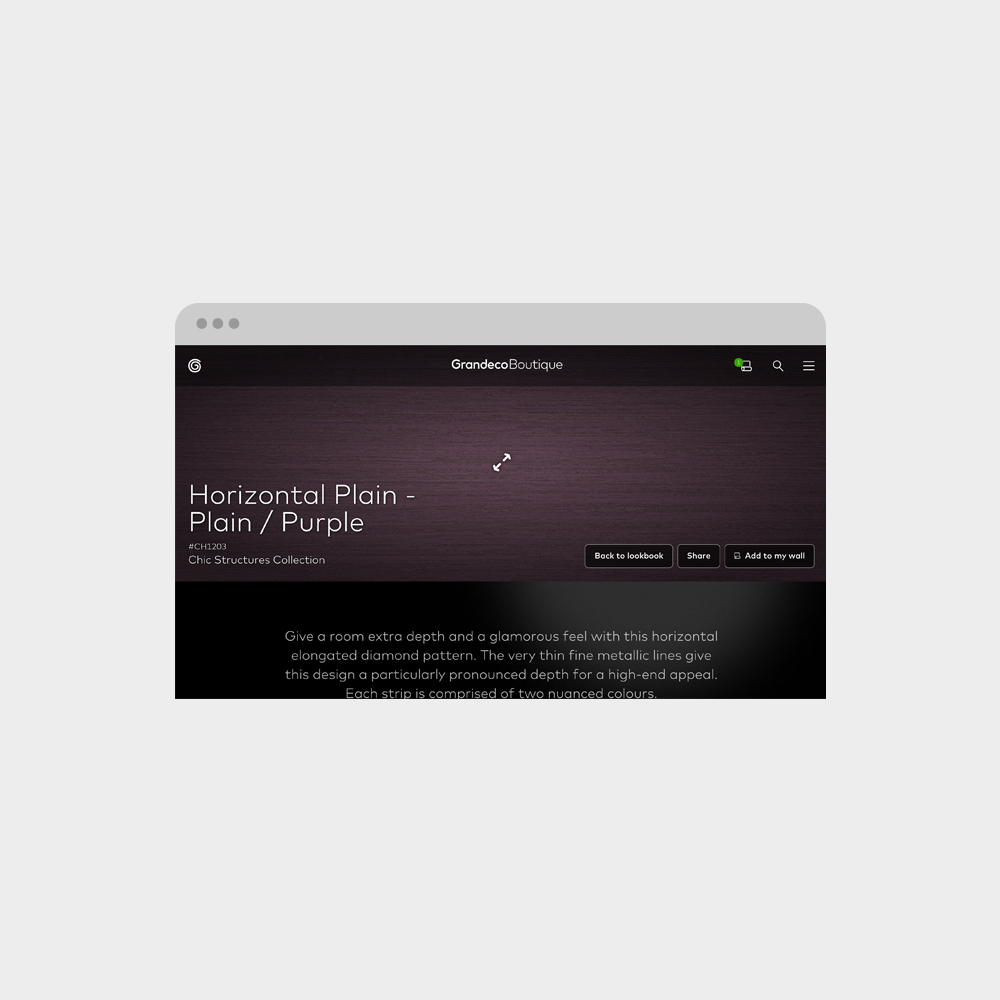 GrandecoBoutique
1
Horizontal Plain -
Plain / Purple
#CH1203
Chic Structures Collection
Back to lookbook
Share
Add to my wall
Give a room extra depth and a glamorous feel with this horizontal
elongated diamond pattern. The very thin fine metallic lines give
this design a particularly pronounced depth for a high-end appeal.
Each strip is comprised of two nuanced colours.